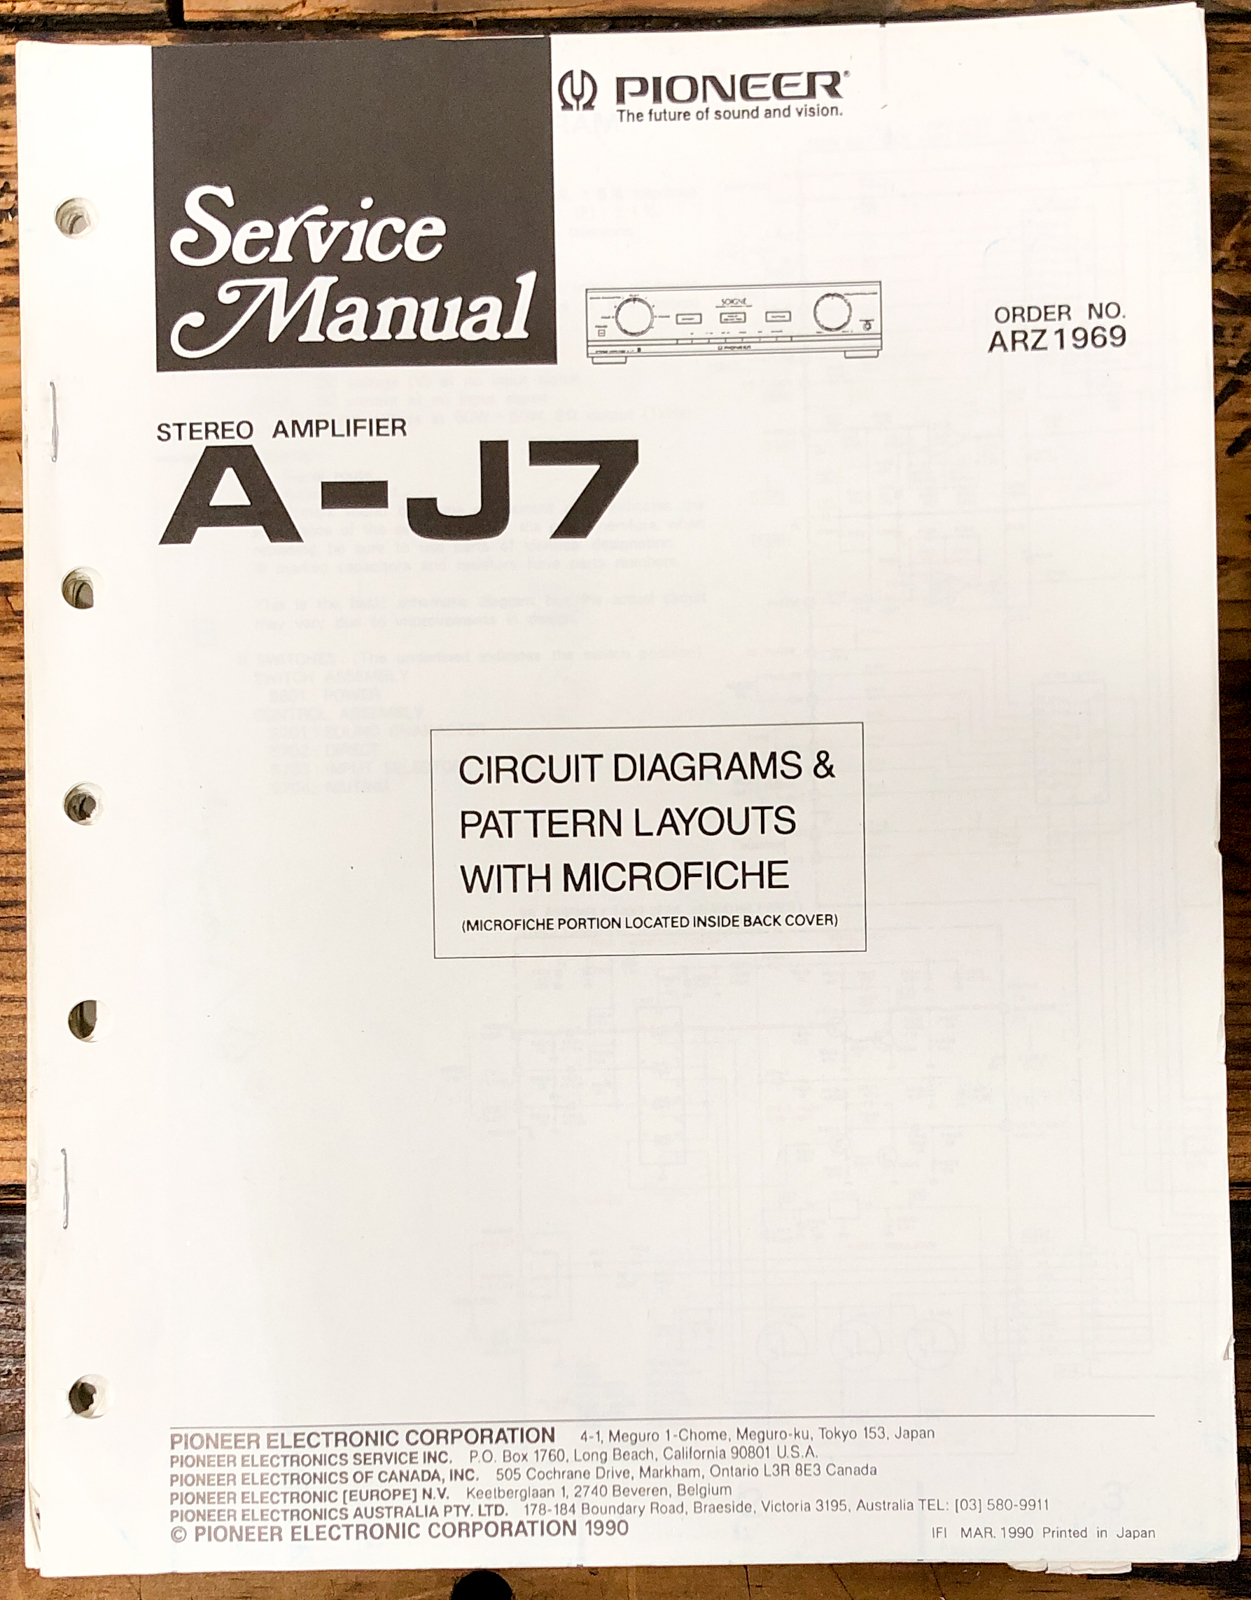 PIONEER®
The future of sound and vision.
Service
Manual
SOIGNE
PIONEER
ORDER NO.
ARZ1969
STEREO AMPLIFIER
A-J7
CIRCUIT DIAGRAMS &
PATTERN LAYOUTS
WITH MICROFICHE
(MICROFICHE PORTION LOCATED INSIDE BACK COVER)
PIONEER ELECTRONIC CORPORATION 4-1, Meguro 1-Chome, Meguro-ku, Tokyo 153, Japan
PIONEER ELECTRONICS SERVICE INC. P.O. Box 1760, Long Beach, California 90801 U.S.A.
PIONEER ELECTRONICS OF CANADA, INC. 505 Cochrane Drive, Markham, Ontario L3R 8E3 Canada
PIONEER ELECTRONIC [EUROPE] N.V. Keetberglaan 1, 2740 Beveren, Belgium
PIONEER ELECTRONICS AUSTRALIA PTY. LTD. 178-184 Boundary Road, Braeside, Victoria 3195, Australia TEL: [03] 580-9911
© PIONEER ELECTRONIC CORPORATION 1990
IFI MAR. 1990 Printed in Japan